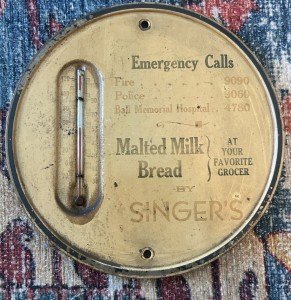 Emergency Calls
Fire 9090
Police 3060
Ball Memorial Hospital 4780
Malted Milk
Bread
AT
YOUR
FAVORITE
GROCER
BY
SINGER'S